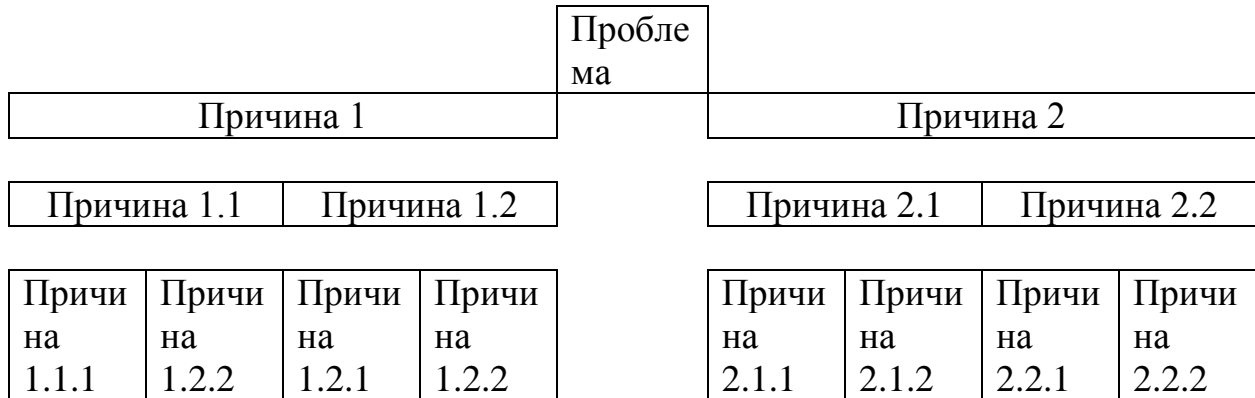 Пробле
ма
Причина 1 Причина 2
Причина 1.1 Причина 1.2 Причина 2.1 Причина 2.2
Причи Причи Причи Причи Причи Причи Причи Причи
на на на на на на на на
1.1.1 1.2.2 1.2.1 1.2.2 2.1.1 2.1.2 2.2.1 2.2.2